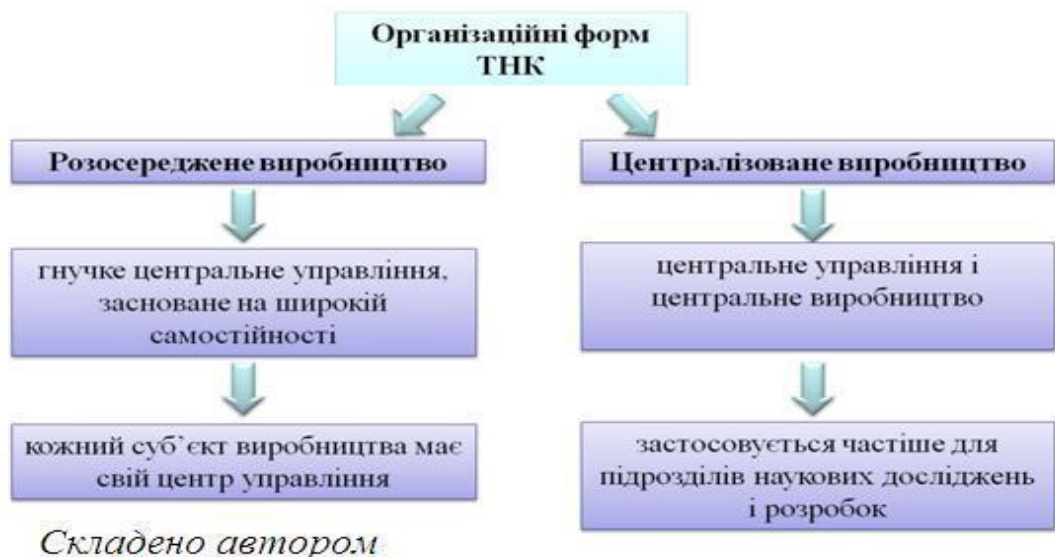 Організаційні форм
ТНК
Розосереджене виробництво
Централізоване виробництво
гнучке центральне управління,
засноване на широкій
самостійності
центральне управління і
центральне виробництво
кожний суб`єкт виробництва має
свій центр управління
застосовується частіше для
підрозділів наукових досліджень
і розробок
Складено автором